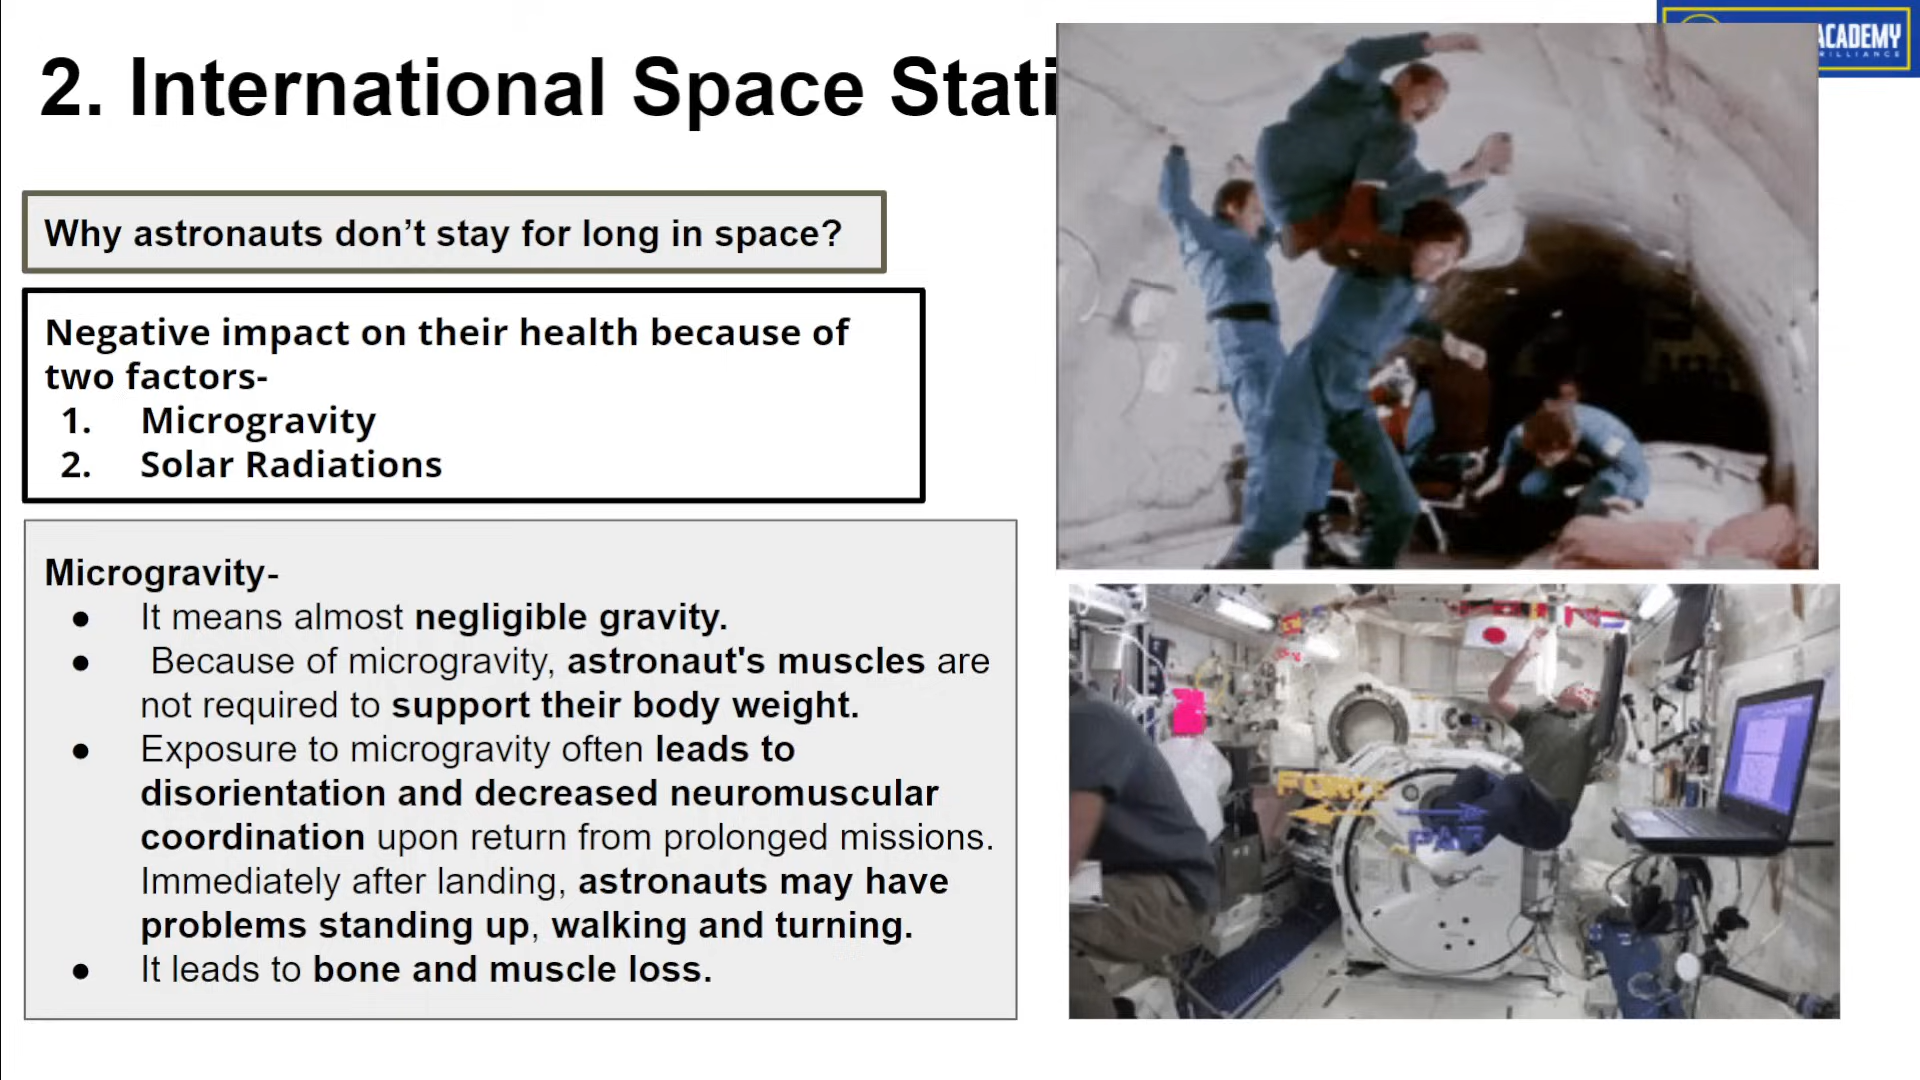 2. International Space Stati
ACADEMY
RILLIANCE
Why astronauts don’t stay for long in space?
Negative impact on their health because of
two factors-
1. Microgravity
2. Solar Radiations
Microgravity-
● It means almost negligible gravity.
● Because of microgravity, astronaut's muscles are
not required to support their body weight.
● Exposure to microgravity often leads to
disorientation and decreased neuromuscular
coordination upon return from prolonged missions.
Immediately after landing, astronauts may have
problems standing up, walking and turning.
● It leads to bone and muscle loss.
FORCE
PAIR